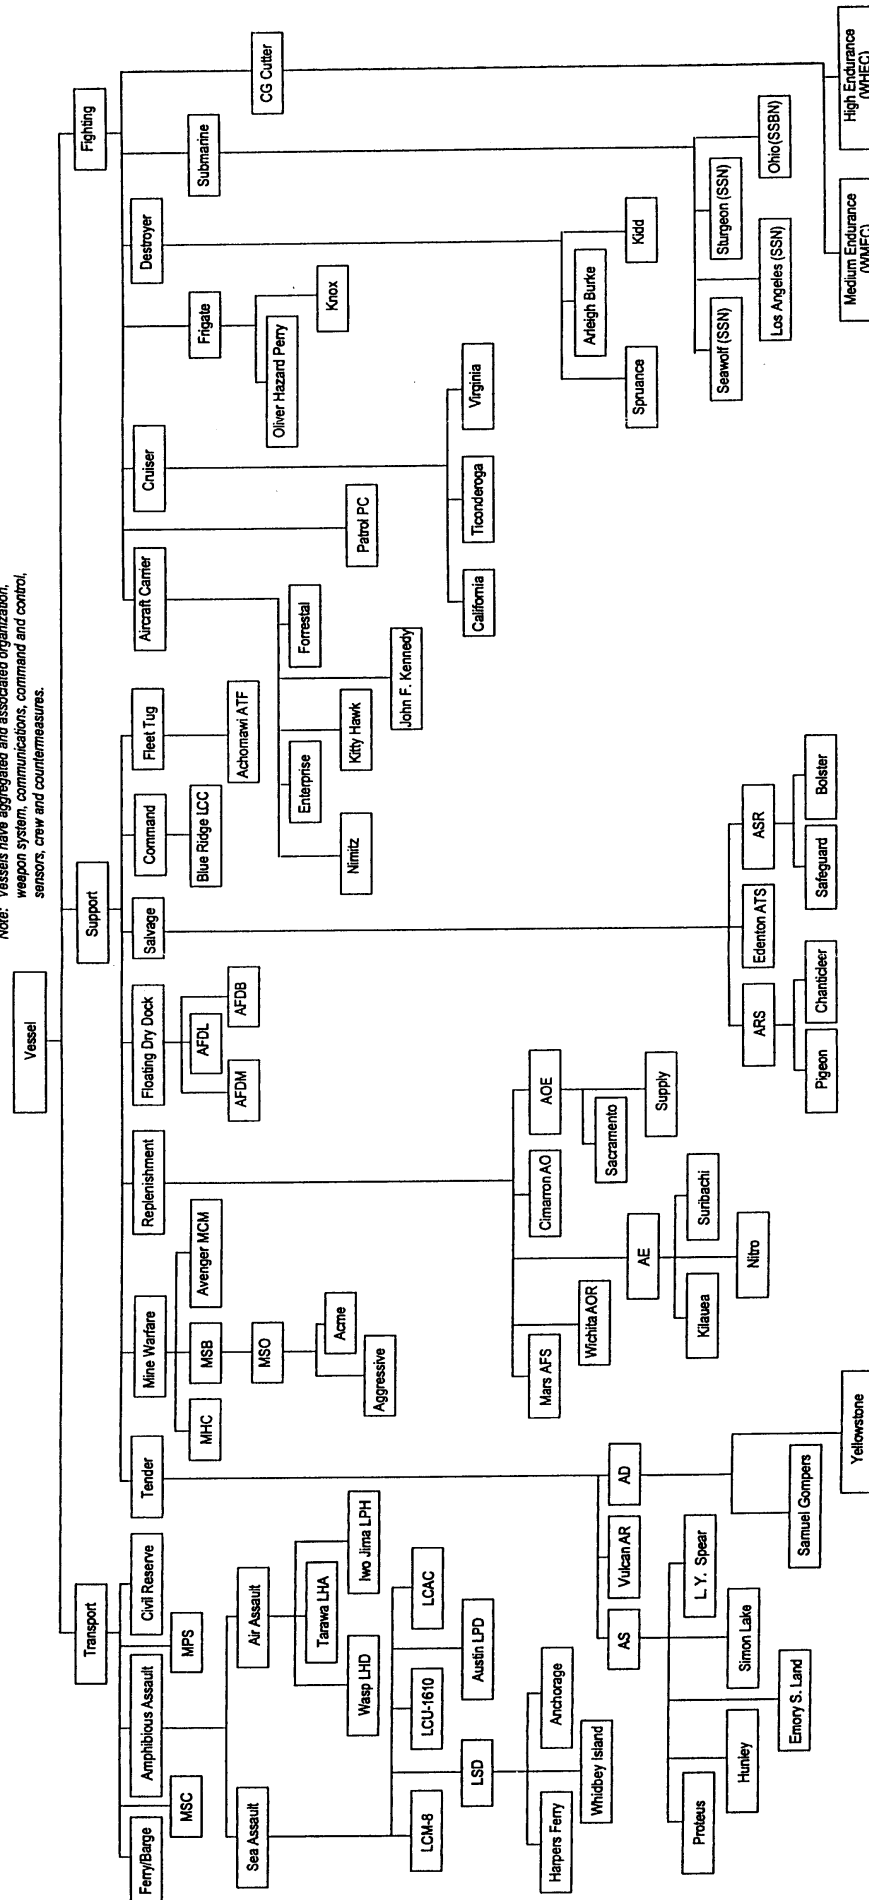 Note: Vessels have aggregated and associated organization,
weapon system, communications, command and control,
sensors, crew and countermeasures.
Vessel
Transport
Support
Fighting
Ferry/Barge
MSC
Amphibious Assault
MPS
Civil Reserve
Sea Assault
Air Assault
Wasp LHD
Tarawa LHA
Iwo Jima LPH
LCM-8
LSD
LCU-1610
Austin LPD
LCAC
Harpers Ferry
Whidbey Island
Anchorage
Tender
Mine Warfare
Replenishment
Floating Dry Dock
Salvage
Command
Fleet Tug
MHC
MSB
Avenger MCM
MSO
Aggressive
Acme
AFDM
AFDL
AFDB
Blue Ridge LCC
Achomawi ATF
AS
Vulcan AR
AD
Proteus
Hunley
Emory S. Land
Simon Lake
L. Y. Spear
Samuel Gompers
Yellowstone
Mars AFS
Wichita AOR
Cimarron AO
AOE
AE
Sacramento
Supply
Kilauea
Nitro
Suribachi
ARS
Edenton ATS
ASR
Pigeon
Chanticleer
Safeguard
Bolster
Aircraft Carrier
Patrol PC
Cruiser
Frigate
Destroyer
Submarine
CG Cutter
Nimitz
Enterprise
Kitty Hawk
John F. Kennedy
Forrestal
California
Ticonderoga
Virginia
Oliver Hazard Perry
Knox
Spruance
Arleigh Burke
Kidd
Seawolf (SSN)
Los Angeles (SSN)
Sturgeon (SSN)
Ohio (SSBN)
Medium Endurance
(WMEC)
High Endurance
(WHEC)